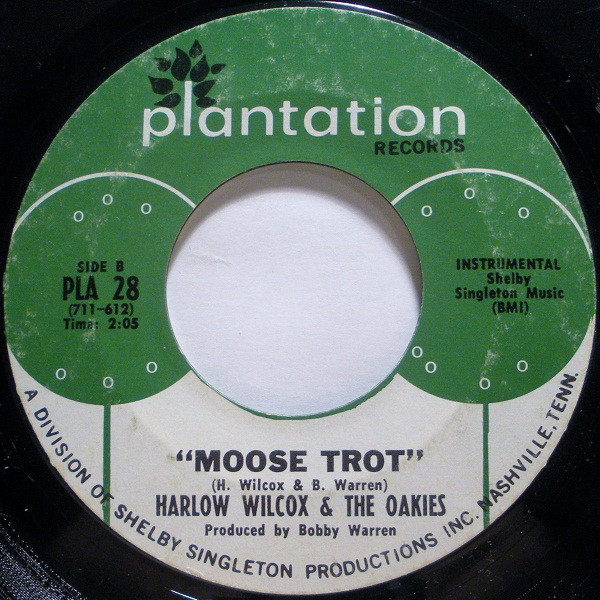 plantation
RECORDS
SIDE B
PLA 28
(711-612)
Time: 2:05
INSTRUMENTAL
Shelby
Singleton Music
(BMI)
"MOOSE TROT"
(H. Wilcox & B. Warren)
HARLOW WILCOX & THE OAKIES
Produced by Bobby Warren
A DIVISION OF SHELBY SINGLETON PRODUCTIONS INC. NASHVILLE, TENN.